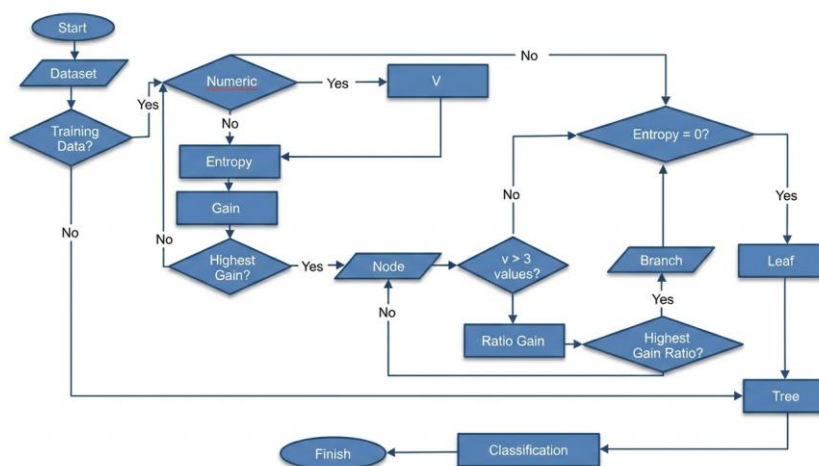 Start
Dataset
Training
Data?
Yes
No
Numeric
Yes
V
No
No
Entropy
Gain
Highest
Gain?
No
Yes
Node
v > 3
values?
No
Ratio Gain
Highest
Gain Ratio?
No
Yes
Branch
Entropy = 0?
Yes
Leaf
Tree
Classification
Finish